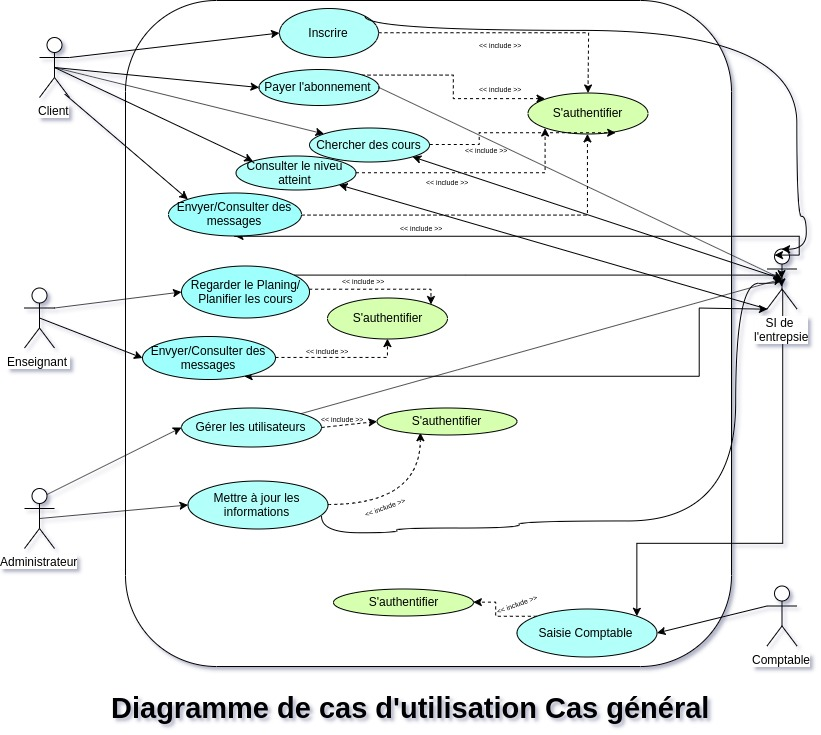 Inscrire
<< include >>
Client
Payer l'abonnement
<< include >>
S'authentifier
Chercher des cours
<< include >>
Consulter le niveu
atteint
<< include >>
Envyer/Consulter des
messages
<< include >>
Regarder le Planing/
Planifier les cours
<< include >>
S'authentifier
SI de
l'entrepsie
Enseignant
Envyer/Consulter des
messages
<< include >>
Gérer les utilisateurs
<< include >>
S'authentifier
Mettre à jour les
informations
<< include >>
Administrateur
S'authentifier
<< include >>
Saisie Comptable
Comptable
Diagramme de cas d'utilisation Cas général